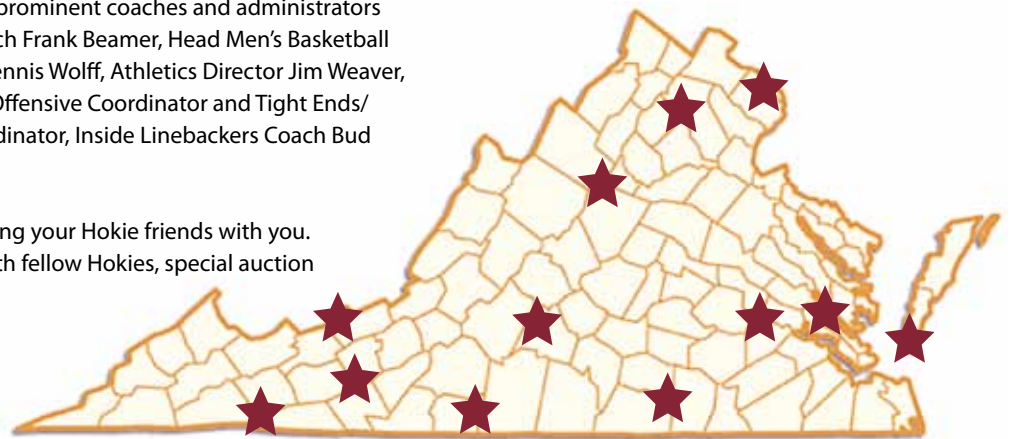 prominent coaches and administrators
ch Frank Beamer, Head Men’s Basketball
ennis Wolff, Athletics Director Jim Weaver,
Offensive Coordinator and Tight Ends/
dinator, Inside Linebackers Coach Bud
ng your Hokie friends with you.
th fellow Hokies, special auction